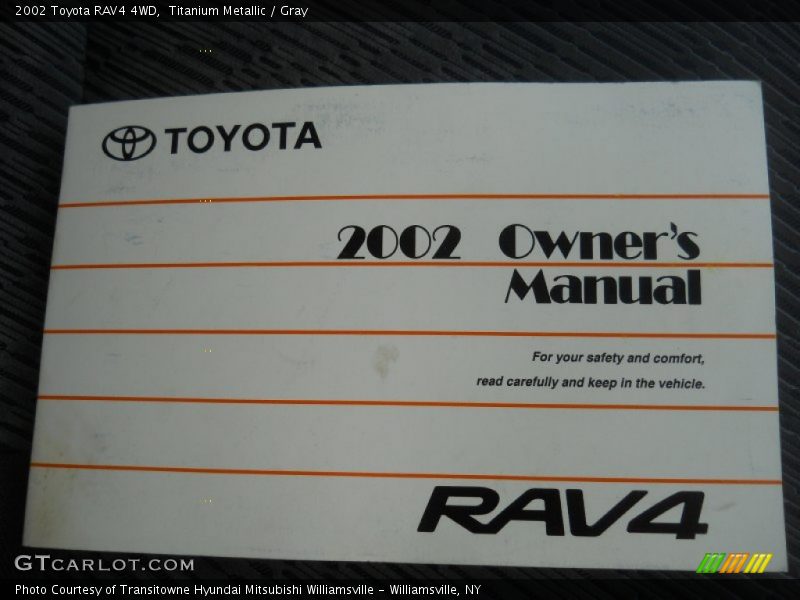 2002 Toyota RAV4 4WD,  Titanium Metallic / Gray
TOYOTA
2002 Owner's
Manual
For your safety and comfort,
read carefully and keep in the vehicle.
RAV4
GTCARLOT.COM
Photo Courtesy of Transitowne Hyundai Mitsubishi Williamsville - Williamsville, NY